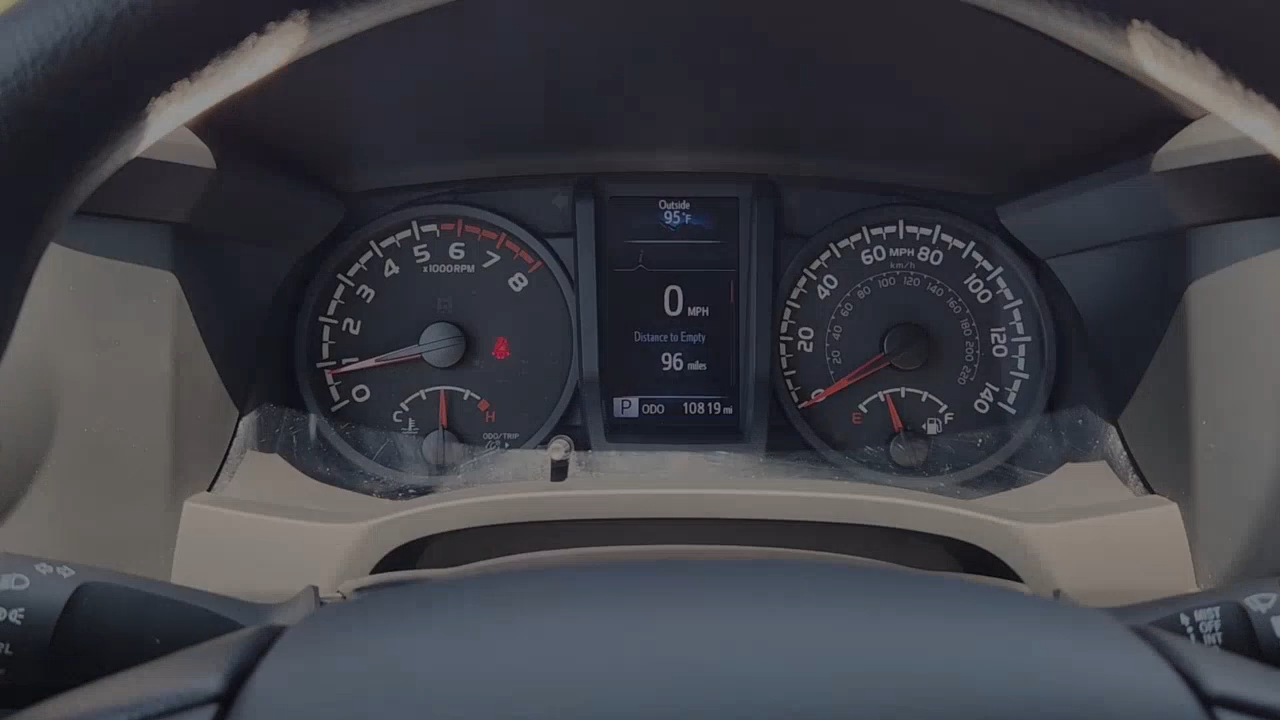 Outside
95°F
0 MPH
Distance to Empty
96 miles
P ODO 10819 mi
0 1 2 3 4 5 6 7 8
x1000RPM
C H
ODO/TRIP
0 20 40 60 MPH 80 100 120 140
km/h
20 40 60 80 100 120 140 160 180 200 220
E F
MIST
OFF
INT